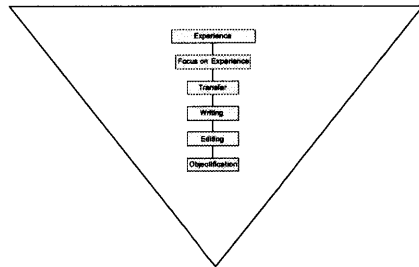 Experience
Focus on Experience
Transfer
Writing
Editing
Objectification